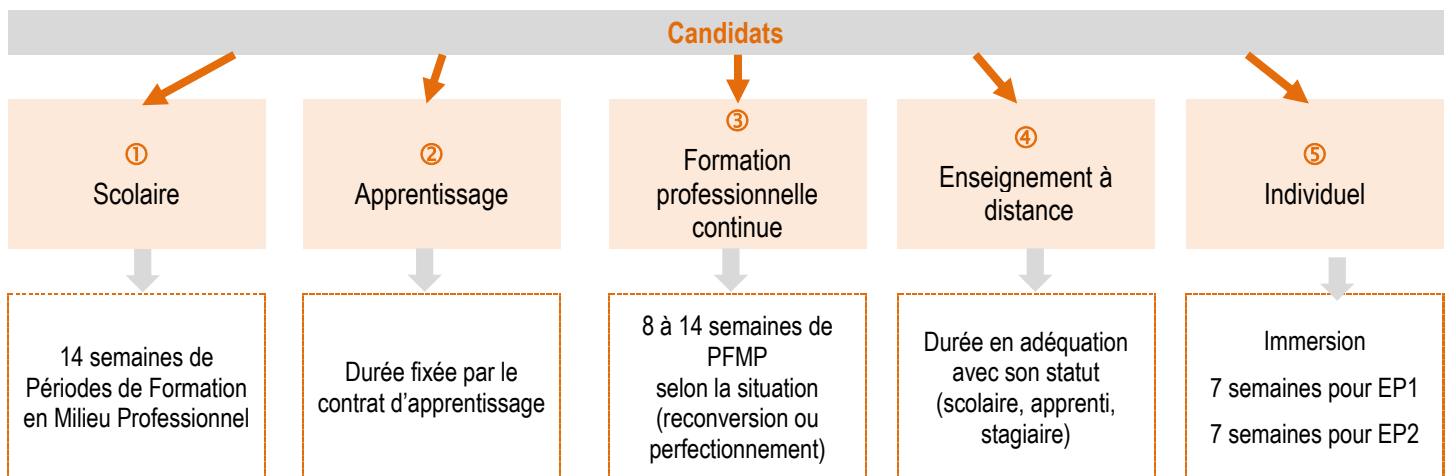 Candidats
①
Scolaire
②
Apprentissage
③
Formation
professionnelle
continue
④
Enseignement à
distance
⑤
Individuel
14 semaines de
Périodes de Formation
en Milieu Professionnel
Durée fixée par le
contrat d’apprentissage
8 à 14 semaines de
PFMP
selon la situation
(reconversion ou
perfectionnement)
Durée en adéquation
avec son statut
(scolaire, apprenti,
stagiaire)
Immersion
7 semaines pour EP1
7 semaines pour EP2